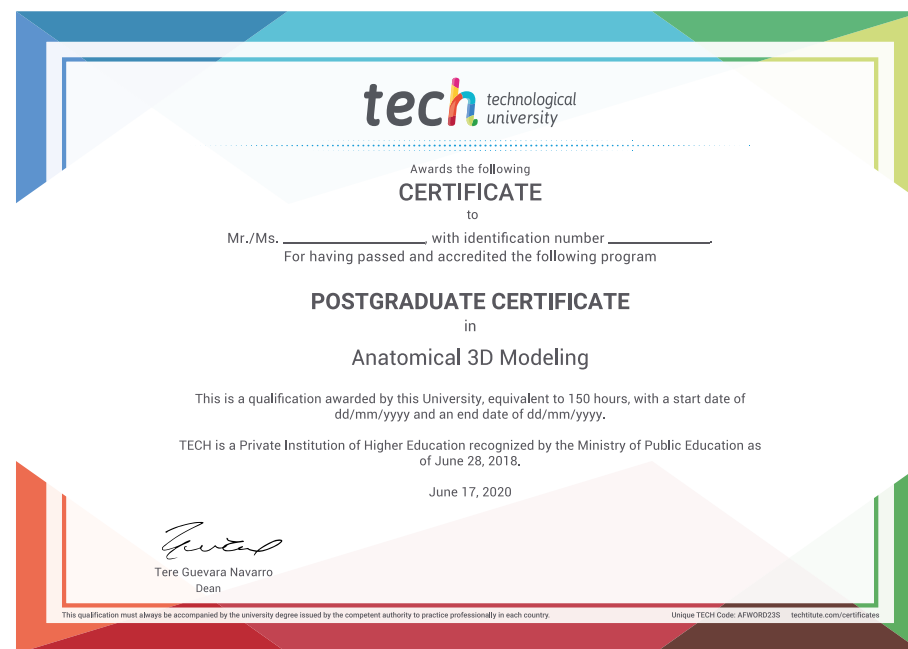 tech technological
university
Awards the following
CERTIFICATE
to
Mr./Ms. ____________________, with identification number ______________.
For having passed and accredited the following program
POSTGRADUATE CERTIFICATE
in
Anatomical 3D Modeling
This is a qualification awarded by this University, equivalent to 150 hours, with a start date of
dd/mm/yyyy and an end date of dd/mm/yyyy.
TECH is a Private Institution of Higher Education recognized by the Ministry of Public Education as
of June 28, 2018.
June 17, 2020
Tere Guevara Navarro
Dean
This qualification must always be accompanied by the university degree issued by the competent authority to practice professionally in each country. Unique TECH Code: AFWORD23S techtitute.com/certificates